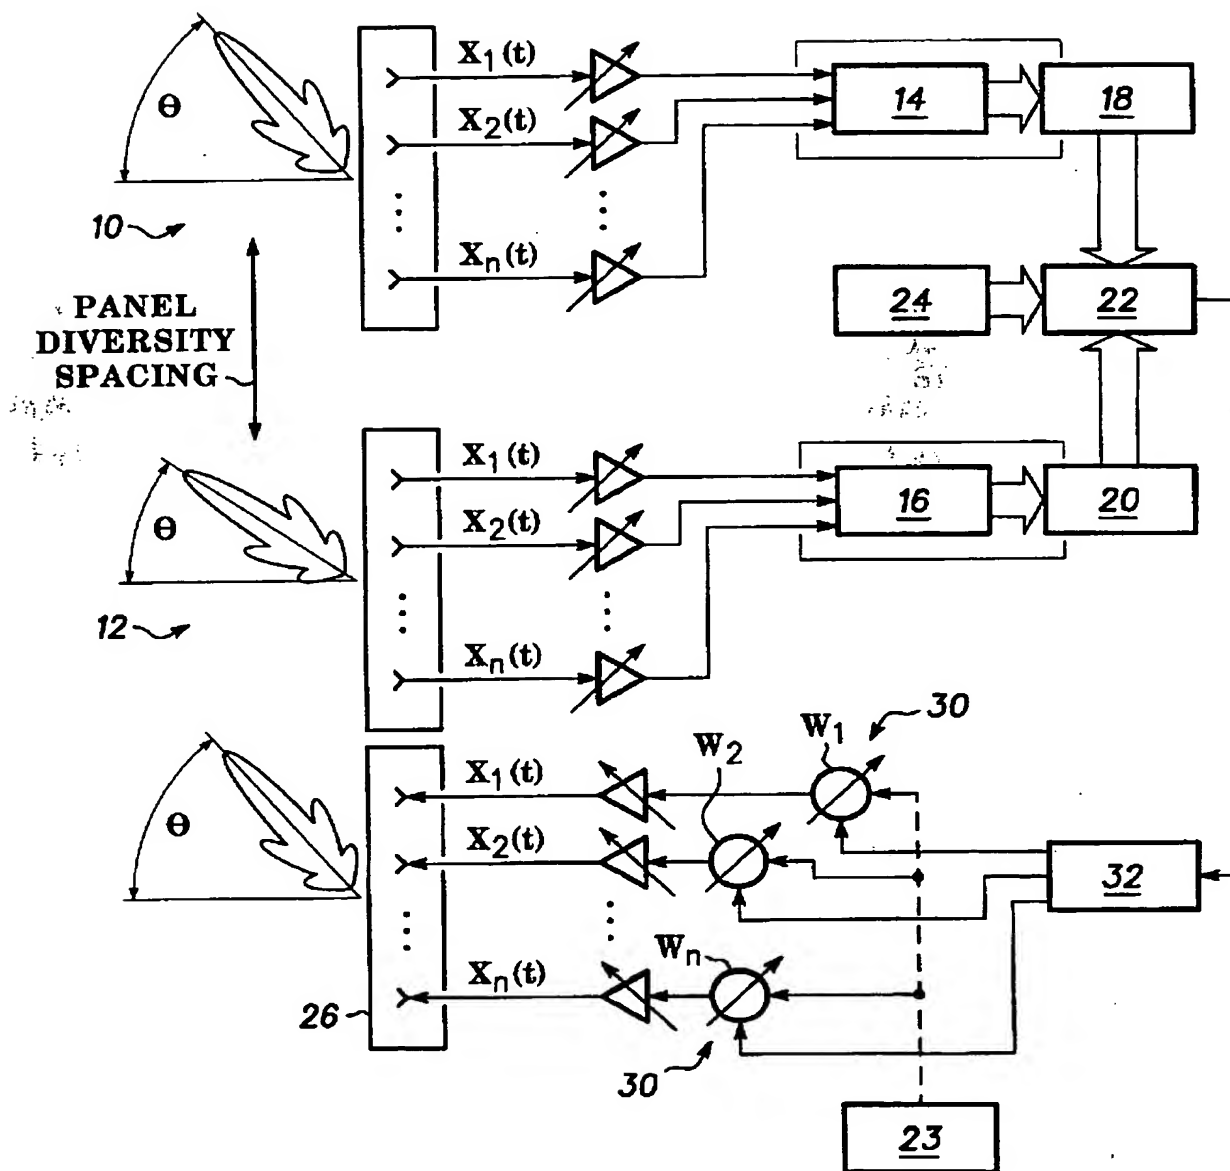 X1(t)
X2(t)
Xn(t)
Θ
10
14
18
PANEL
DIVERSITY
SPACING
24
22
X1(t)
X2(t)
Xn(t)
Θ
12
16
20
X1(t)
X2(t)
Xn(t)
Θ
26
W1
W2
Wn
30
30
32
23